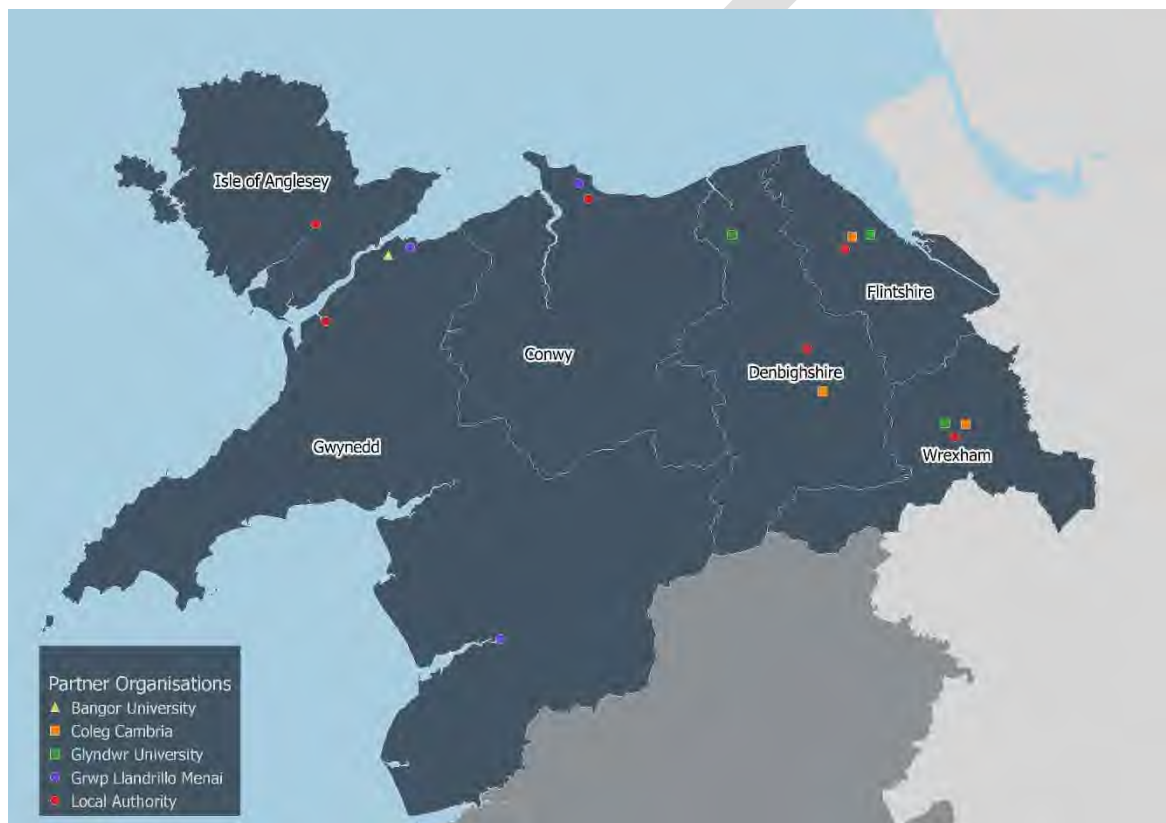 Isle of Anglesey
Flintshire
Conwy
Denbighshire
Gwynedd
Wrexham
Partner Organisations
Bangor University
Coleg Cambria
Glyndwr University
Grwp Llandrillo Menai
Local Authority